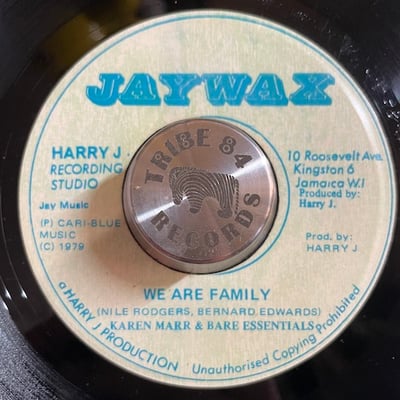 JAYWAX
HARRY J
RECORDING
STUDIO
Jay Music
(P) CARI-BLUE
MUSIC
(C) 1979
TRIBE 84
RECORDS
10 Roosevelt Ave.
Kingston 6
Jamaica W.I
Produced by:
Harry J.
Prod. by:
HARRY J
WE ARE FAMILY
(NILE RODGERS, BERNARD EDWARDS)
KAREN MARR & BARE ESSENTIALS
a HARRY J PRODUCTION
Unauthorised Copying Prohibited